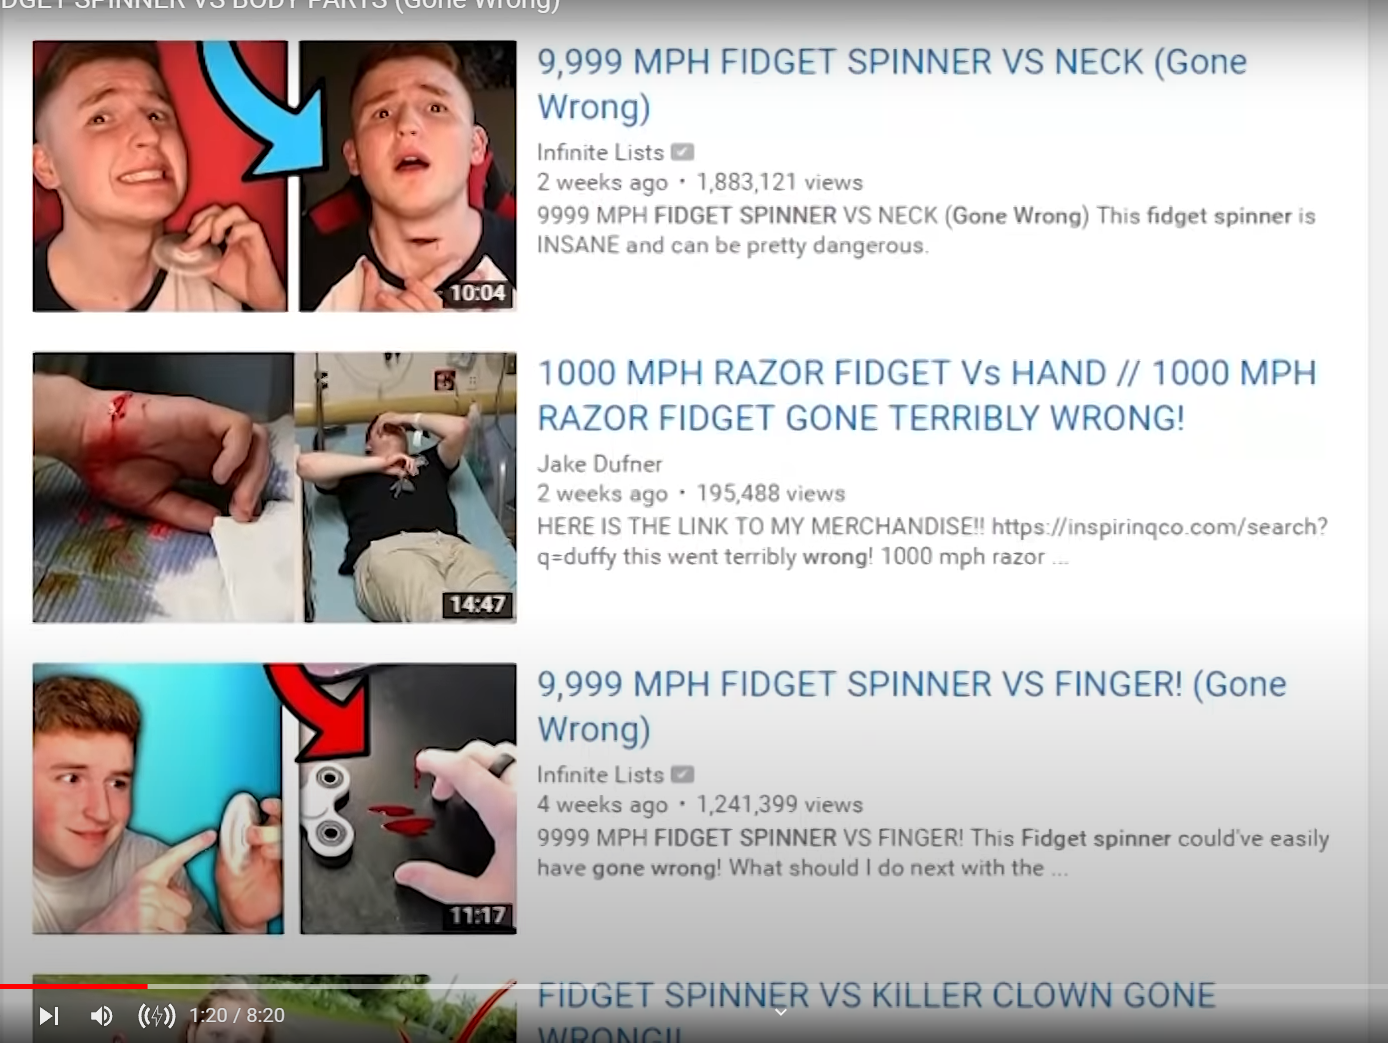 DGET SPINNER VS BODY PARTS (Gone Wrong)
9,999 MPH FIDGET SPINNER VS NECK (Gone
Wrong)
Infinite Lists
2 weeks ago • 1,883,121 views
9999 MPH FIDGET SPINNER VS NECK (Gone Wrong) This fidget spinner is
INSANE and can be pretty dangerous.
10:04
1000 MPH RAZOR FIDGET Vs HAND // 1000 MPH
RAZOR FIDGET GONE TERRIBLY WRONG!
Jake Dufner
2 weeks ago • 195,488 views
HERE IS THE LINK TO MY MERCHANDISE!! https://inspirinqco.com/search?
q=duffy this went terribly wrong! 1000 mph razor ...
14:47
9,999 MPH FIDGET SPINNER VS FINGER! (Gone
Wrong)
Infinite Lists
4 weeks ago • 1,241,399 views
9999 MPH FIDGET SPINNER VS FINGER! This Fidget spinner could've easily
have gone wrong! What should I do next with the ...
11:17
FIDGET SPINNER VS KILLER CLOWN GONE
WRONG!!
1:20 / 8:20